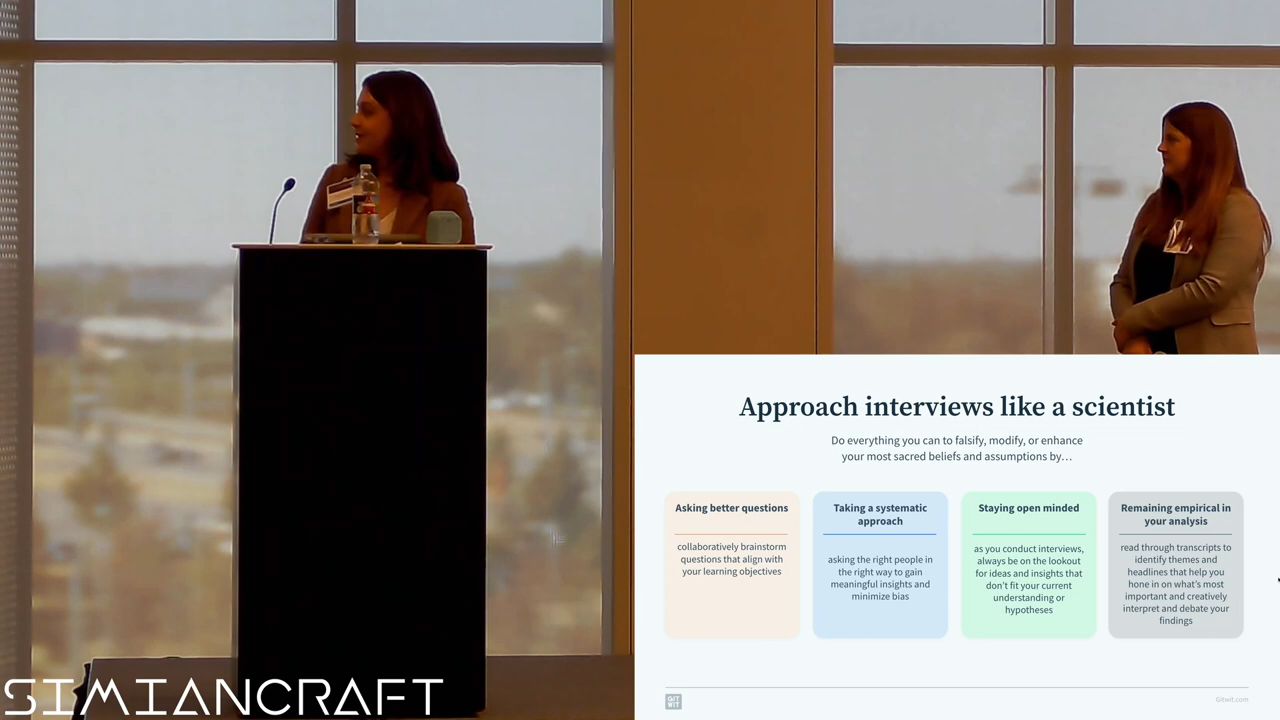 Approach interviews like a scientist
Do everything you can to falsify, modify, or enhance
your most sacred beliefs and assumptions by…
Asking better questions
collaboratively brainstorm
questions that align with
your learning objectives
Taking a systematic
approach
asking the right people in
the right way to gain
meaningful insights and
minimize bias
Staying open minded
as you conduct interviews,
always be on the lookout
for ideas and insights that
don't fit your current
understanding or
hypotheses
Remaining empirical in
your analysis
read through transcripts to
identify themes and
headlines that help you
hone in on what's most
important and creatively
interpret and debate your
findings
GIT
WIT
Gitwit.com
SIMIANCRAFT